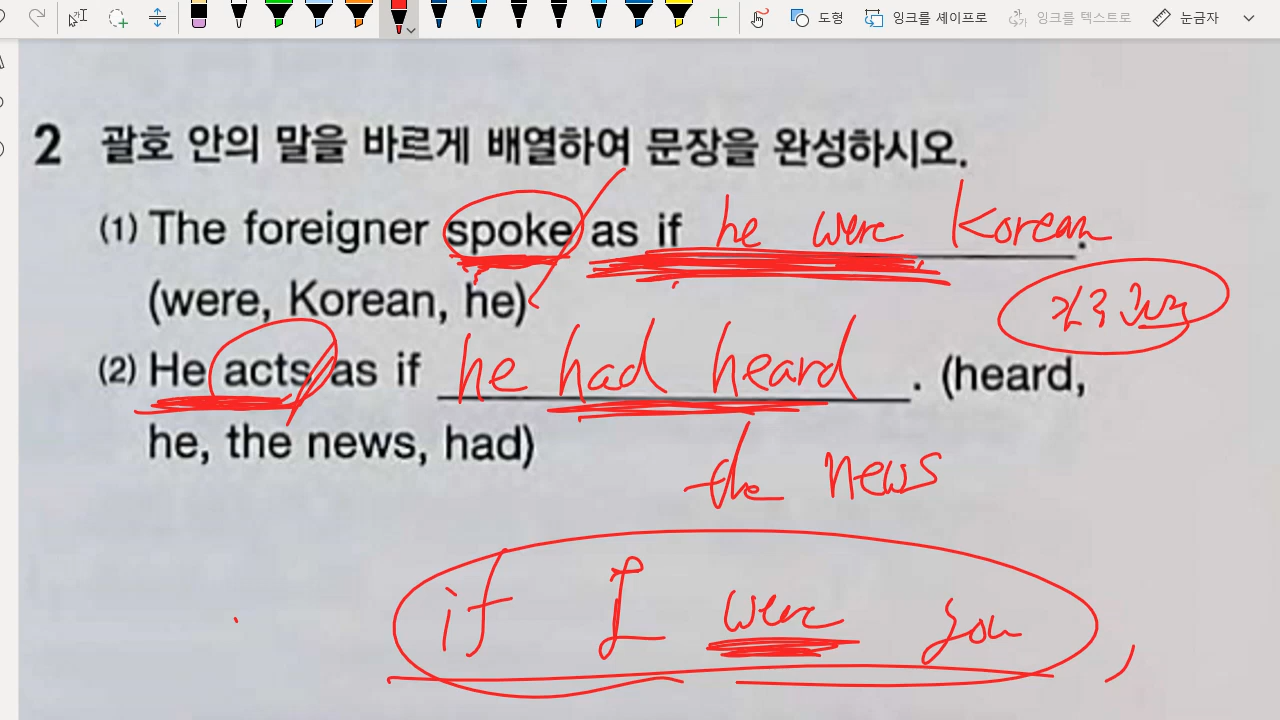 도형 잉크를 셰이프로 잉크를 텍스트로 눈금자
2 괄호 안의 말을 바르게 배열하여 문장을 완성하시오.
(1) The foreigner spoke as if he were Korean.
(were, Korean, he)
(2) He acts as if he had heard . (heard,
he, the news, had)
the news
if I were you,